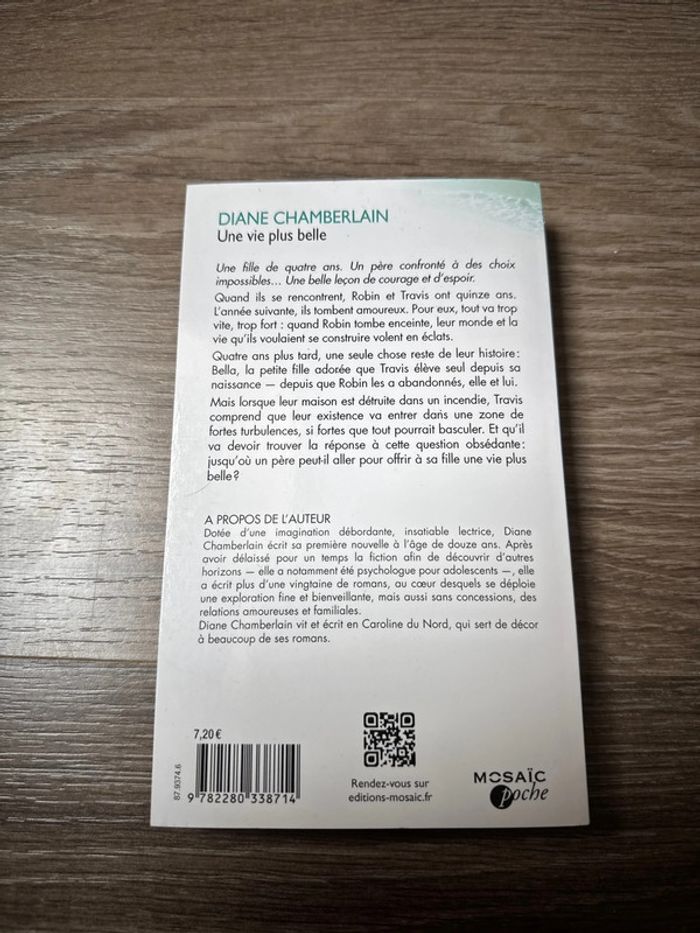 DIANE CHAMBERLAIN
Une vie plus belle
Une fille de quatre ans. Un père confronté à des choix
impossibles... Une belle leçon de courage et d'espoir.
Quand ils se rencontrent, Robin et Travis ont quinze ans.
L'année suivante, ils tombent amoureux. Pour eux, tout va trop
vite, trop fort : quand Robin tombe enceinte, leur monde et la
vie qu'ils voulaient se construire volent en éclats.
Quatre ans plus tard, une seule chose reste de leur histoire :
Bella, la petite fille adorée que Travis élève seul depuis sa
naissance — depuis que Robin les a abandonnés, elle et lui.
Mais lorsque leur maison est détruite dans un incendie, Travis
comprend que leur existence va entrer dans une zone de
fortes turbulences, si fortes que tout pourrait basculer. Et qu'il
va devoir trouver la réponse à cette question obsédante :
jusqu'où un père peut-il aller pour offrir à sa fille une vie plus
belle ?
A PROPOS DE L'AUTEUR
Dotée d'une imagination débordante, insatiable lectrice, Diane
Chamberlain écrit sa première nouvelle à l'âge de douze ans. Après
avoir délaissé pour un temps la fiction afin de découvrir d'autres
horizons — elle a notamment été psychologue pour adolescents —, elle
a écrit plus d'une vingtaine de romans, au cœur desquels se déploie
une exploration fine et bienveillante, mais aussi sans concessions, des
relations amoureuses et familiales.
Diane Chamberlain vit et écrit en Caroline du Nord, qui sert de décor
à beaucoup de ses romans.
7,20 €
87.9374.6
9 782280 338714
Rendez-vous sur
editions-mosaic.fr
MOSAÏC
poche